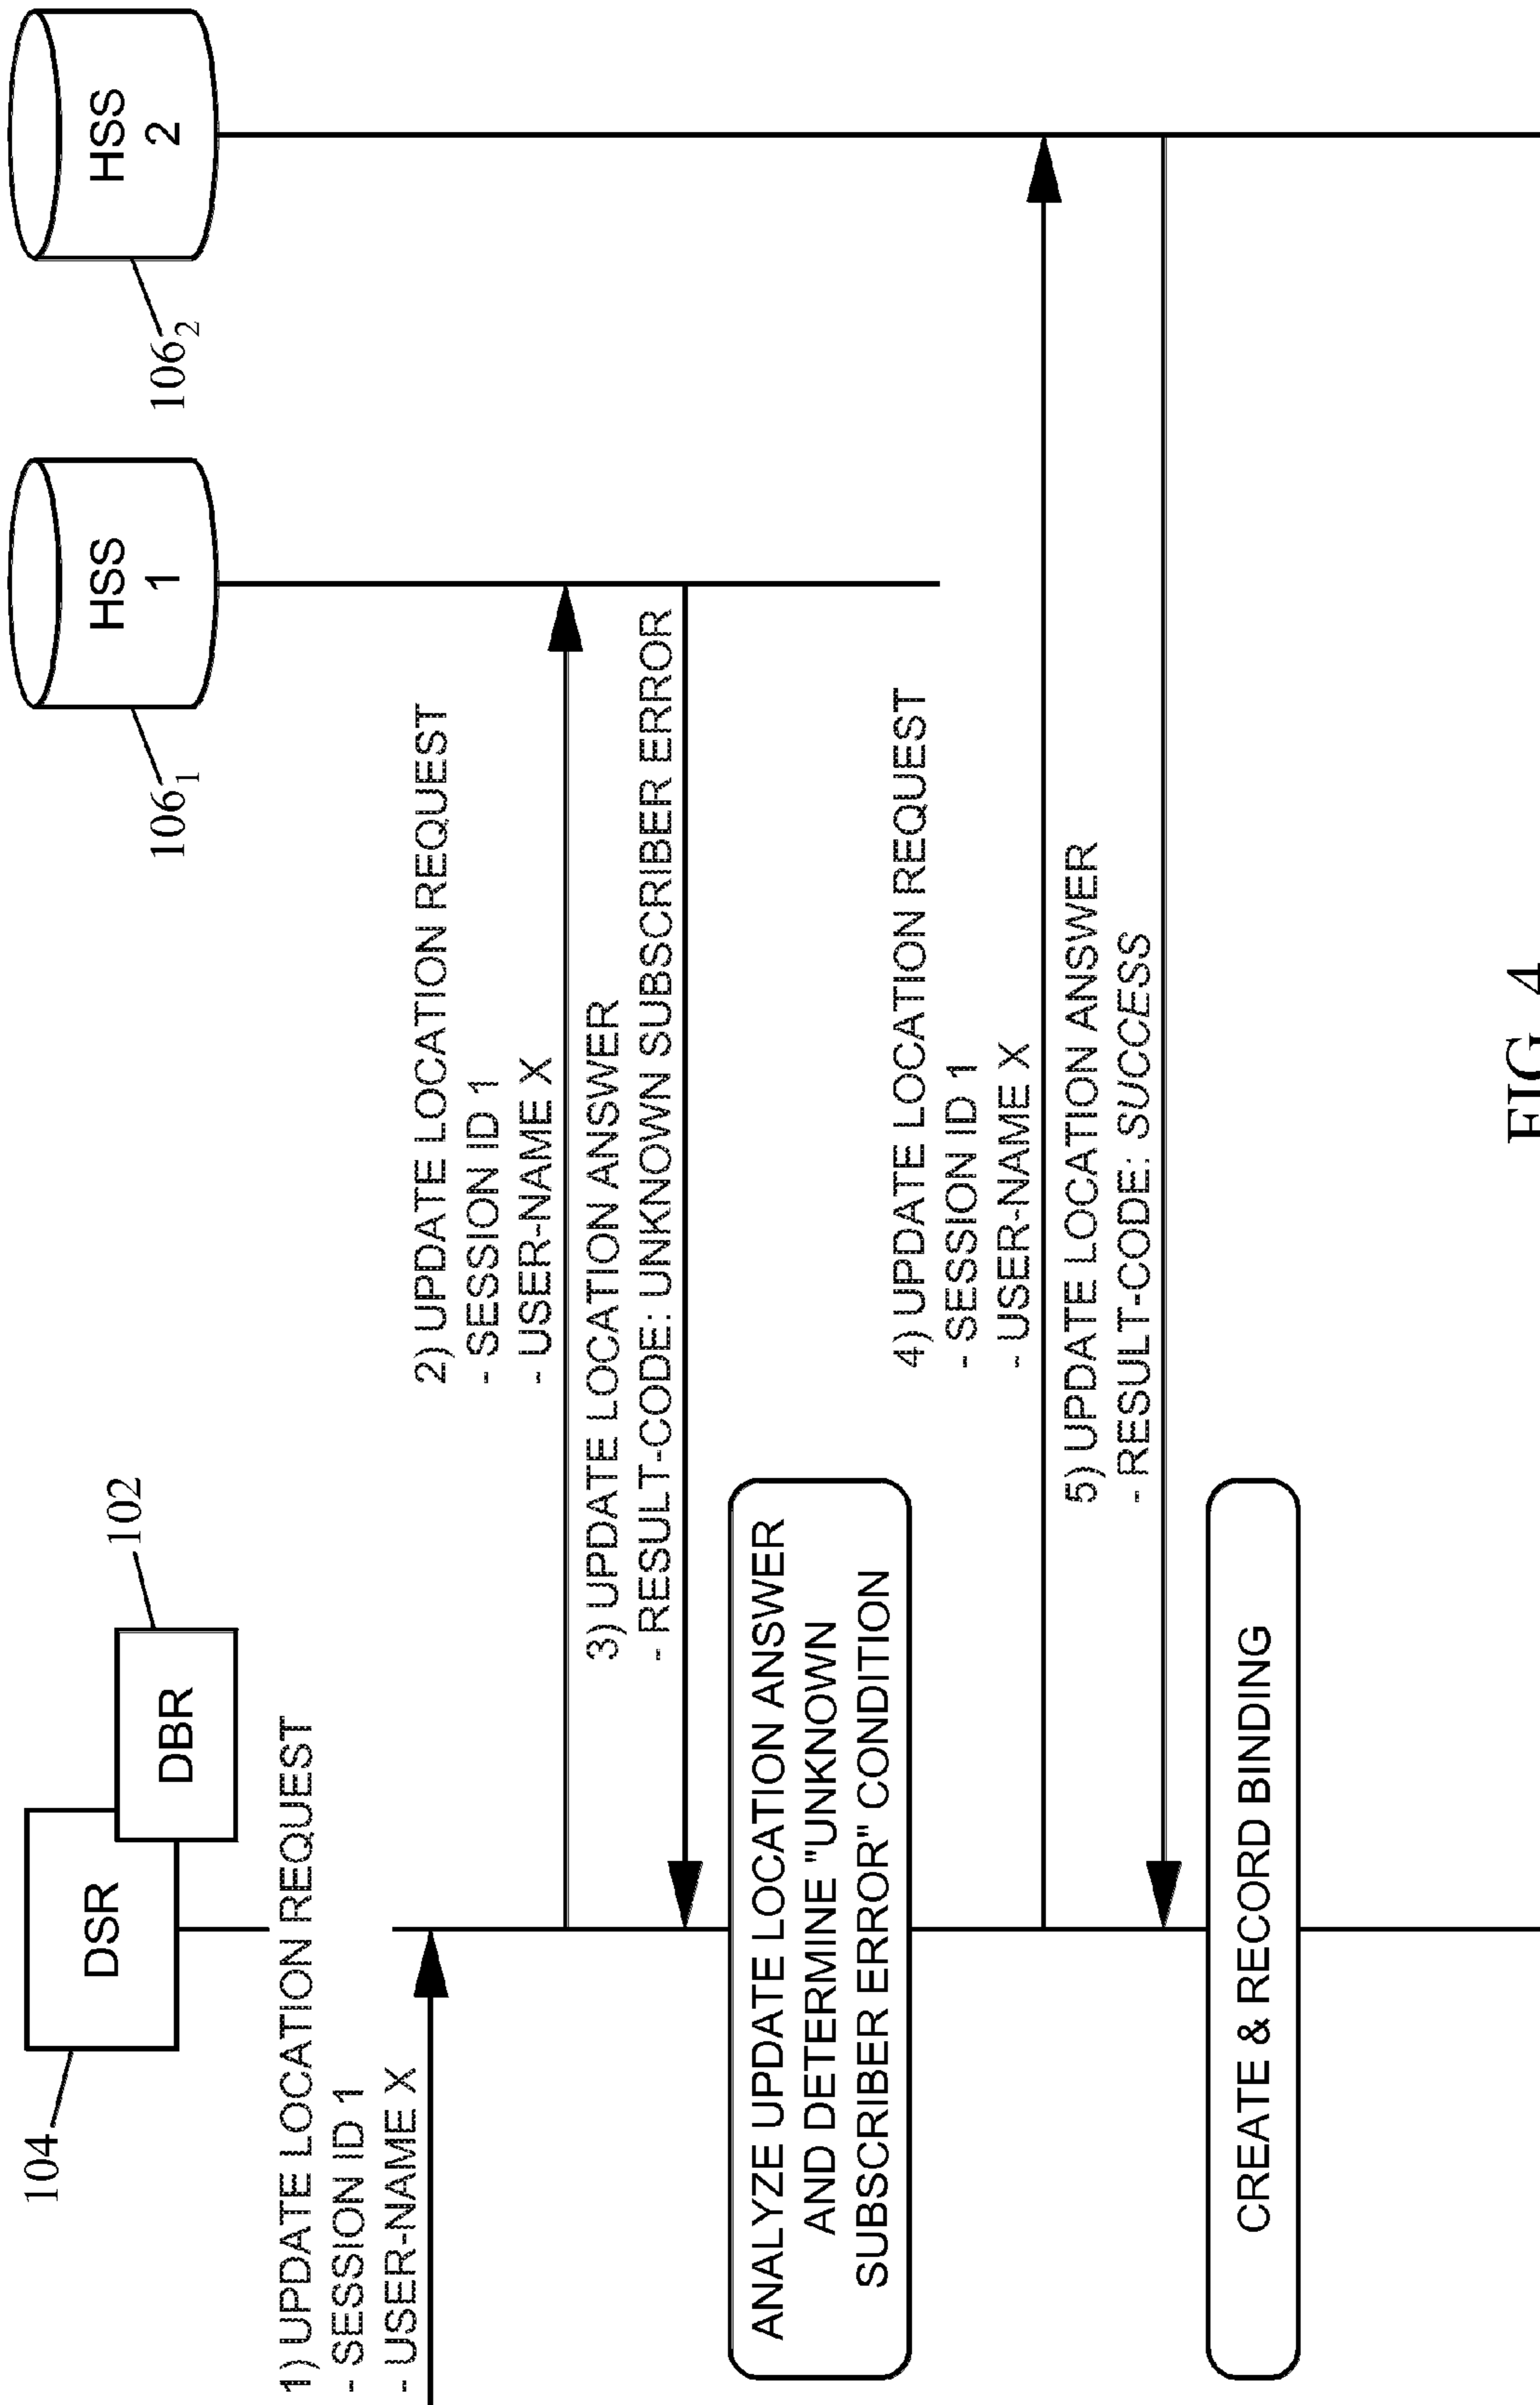 104
DSR
DBR
102
HSS
1
106₁
HSS
2
106₂
1) UPDATE LOCATION REQUEST
- SESSION ID 1
- USER-NAME X
2) UPDATE LOCATION REQUEST
- SESSION ID 1
- USER-NAME X
3) UPDATE LOCATION ANSWER
- RESULT-CODE: UNKNOWN SUBSCRIBER ERROR
ANALYZE UPDATE LOCATION ANSWER
AND DETERMINE "UNKNOWN
SUBSCRIBER ERROR" CONDITION
4) UPDATE LOCATION REQUEST
- SESSION ID 1
- USER-NAME X
5) UPDATE LOCATION ANSWER
- RESULT-CODE: SUCCESS
CREATE & RECORD BINDING
FIG. 4